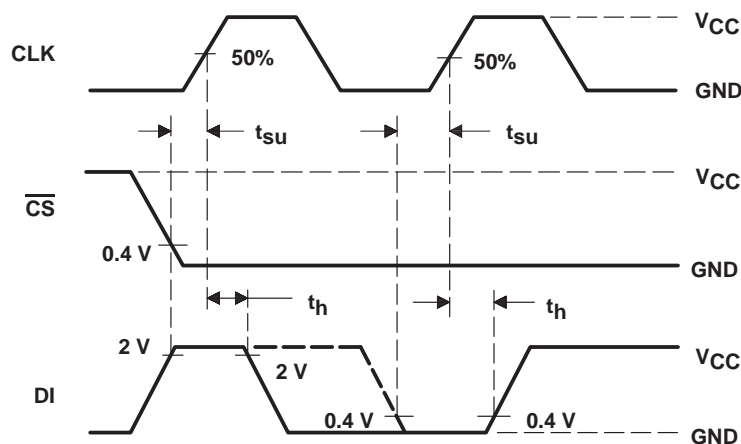 VCC
CLK
50%
50%
GND
tsu
tsu
VCC
CS
0.4 V
GND
th
th
2 V
2 V
VCC
DI
0.4 V
0.4 V
GND